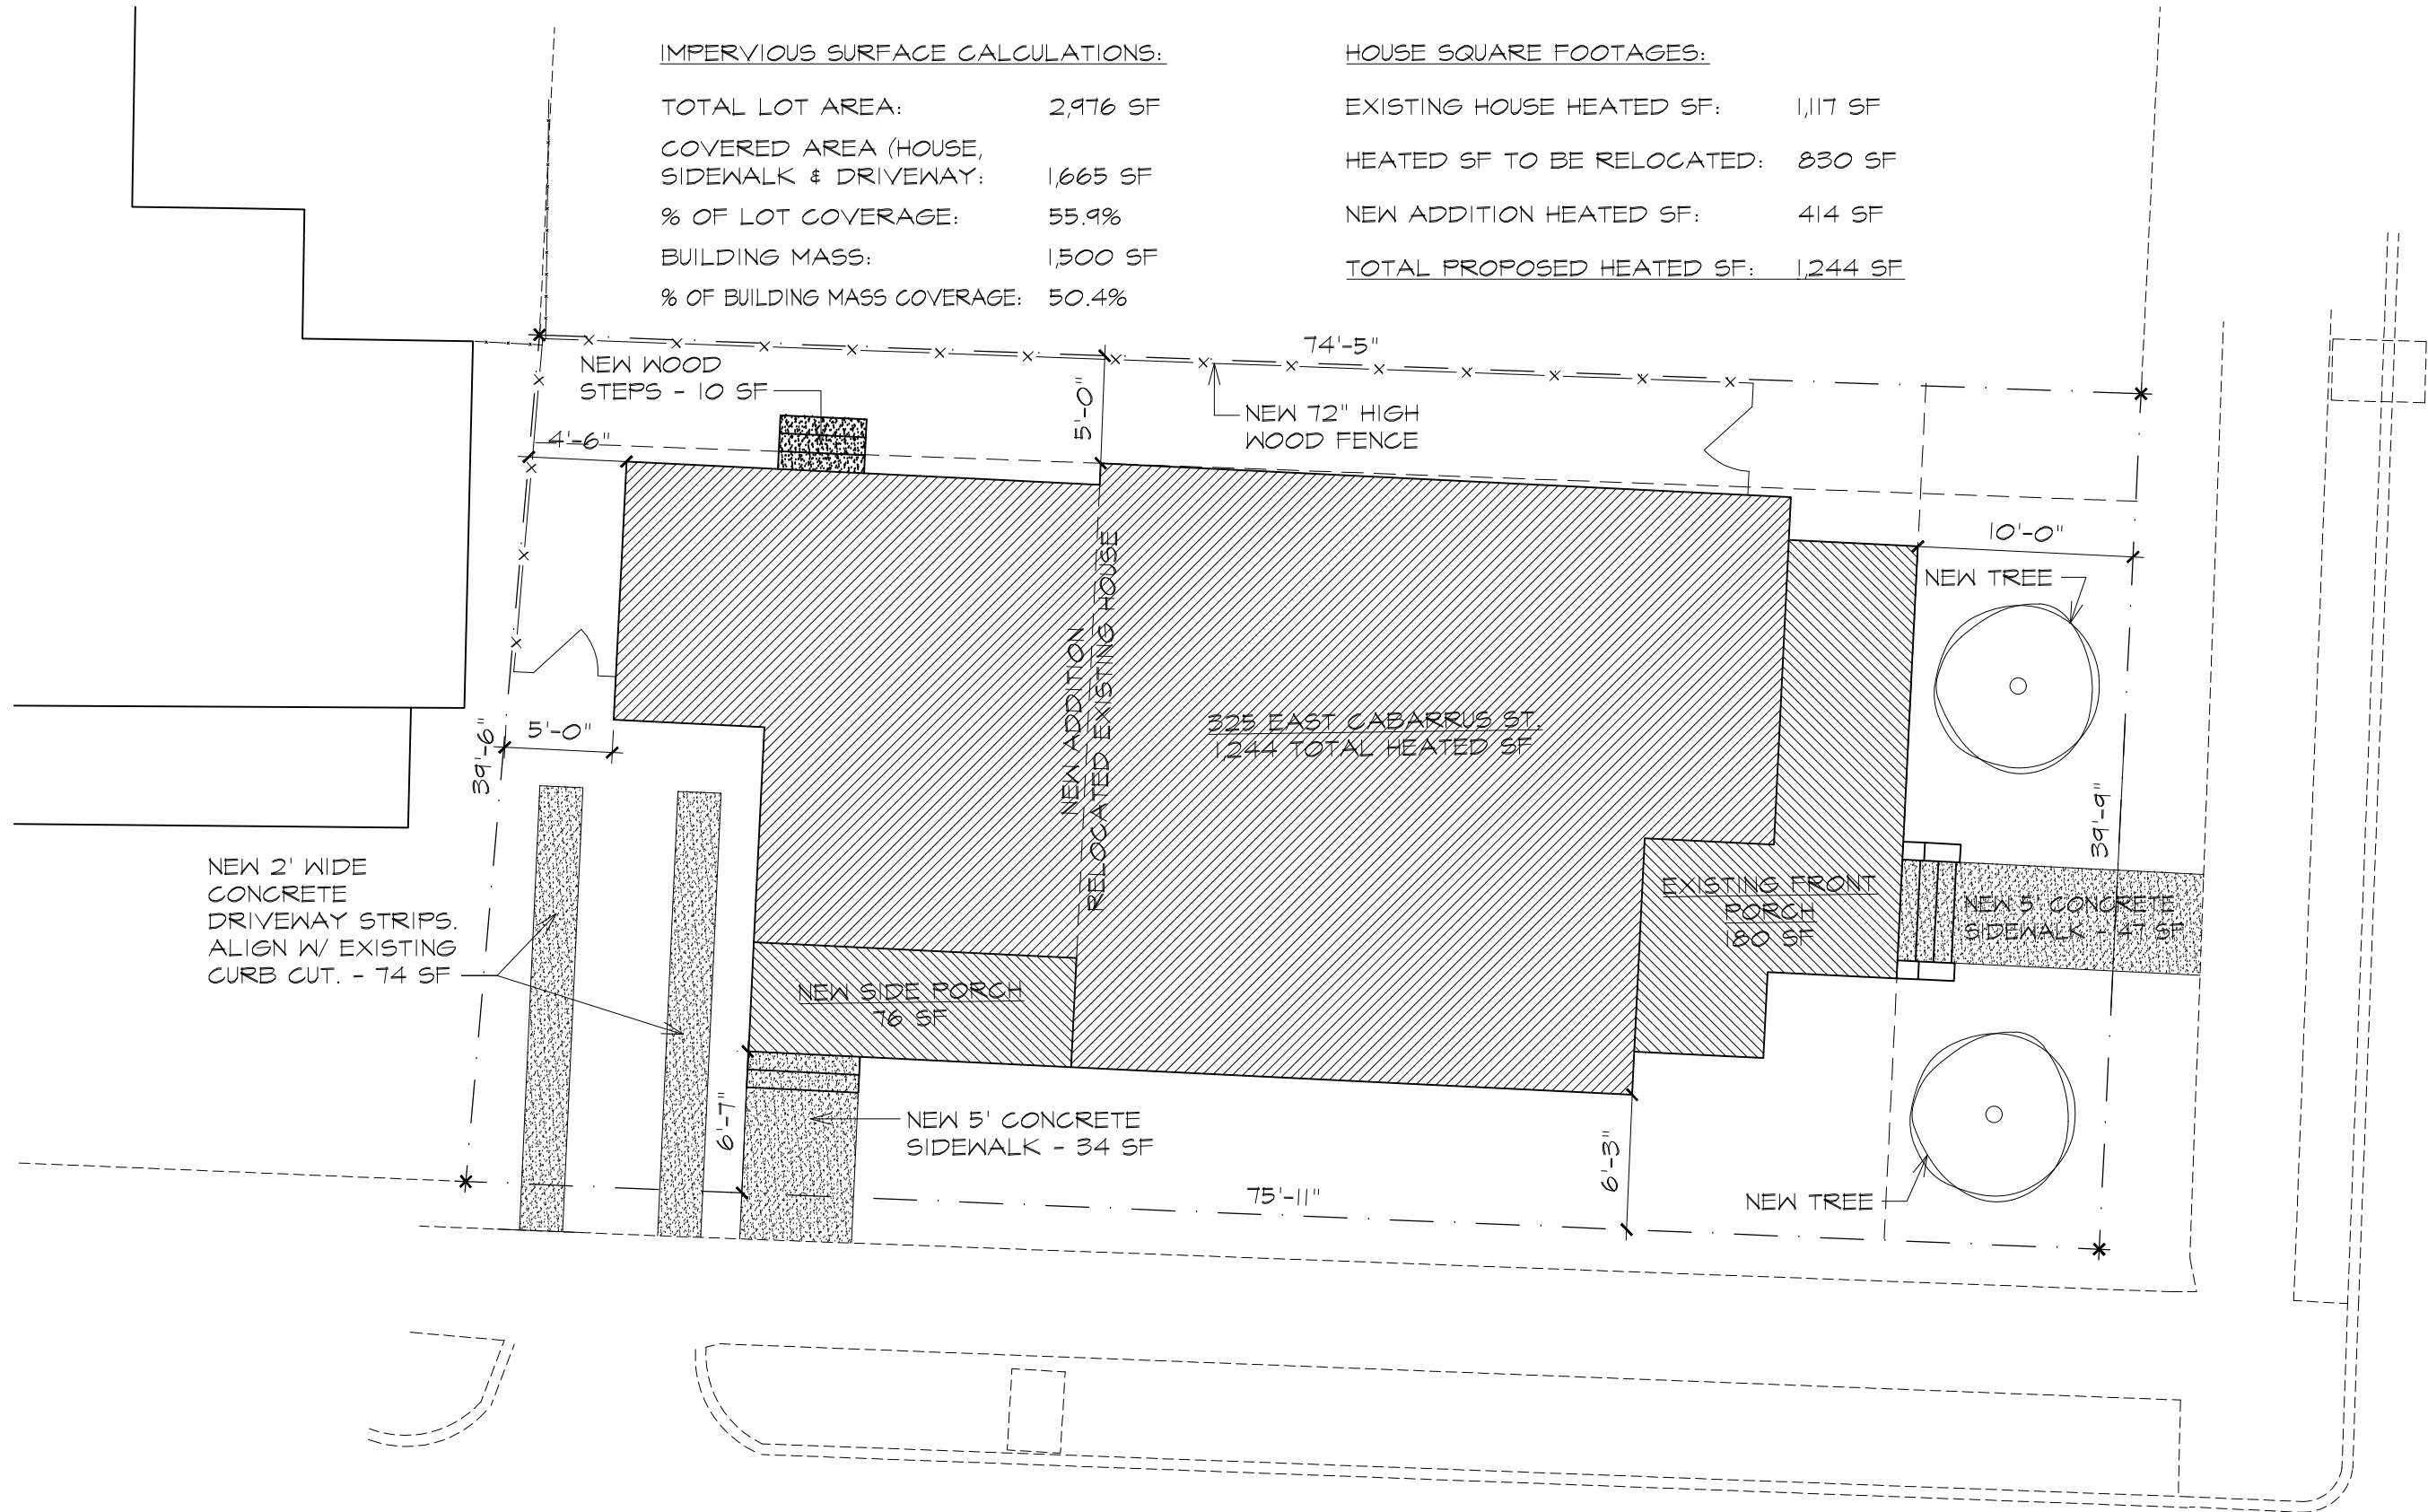 IMPERVIOUS SURFACE CALCULATIONS:
TOTAL LOT AREA: 2,976 SF
COVERED AREA (HOUSE,
SIDEWALK & DRIVEWAY: 1,665 SF
% OF LOT COVERAGE: 55.9%
BUILDING MASS: 1,500 SF
% OF BUILDING MASS COVERAGE: 50.4%
HOUSE SQUARE FOOTAGES:
EXISTING HOUSE HEATED SF: 1,117 SF
HEATED SF TO BE RELOCATED: 830 SF
NEW ADDITION HEATED SF: 414 SF
TOTAL PROPOSED HEATED SF: 1,244 SF
74'-5"
NEW WOOD
STEPS - 10 SF
5'-0"
NEW 72" HIGH
WOOD FENCE
4'-6"
10'-0"
NEW TREE
NEW ADDITION
RELOCATED EXISTING HOUSE
325 EAST CABARRUS ST.
1,244 TOTAL HEATED SF
5'-0"
39'-6"
39'-9"
NEW 2' WIDE
CONCRETE
DRIVEWAY STRIPS.
ALIGN W/ EXISTING
CURB CUT. - 74 SF
EXISTING FRONT
PORCH
180 SF
NEW 5' CONCRETE
SIDEWALK - 47 SF
NEW SIDE PORCH
76 SF
6'-7"
NEW 5' CONCRETE
SIDEWALK - 34 SF
6'-3"
75'-11"
NEW TREE